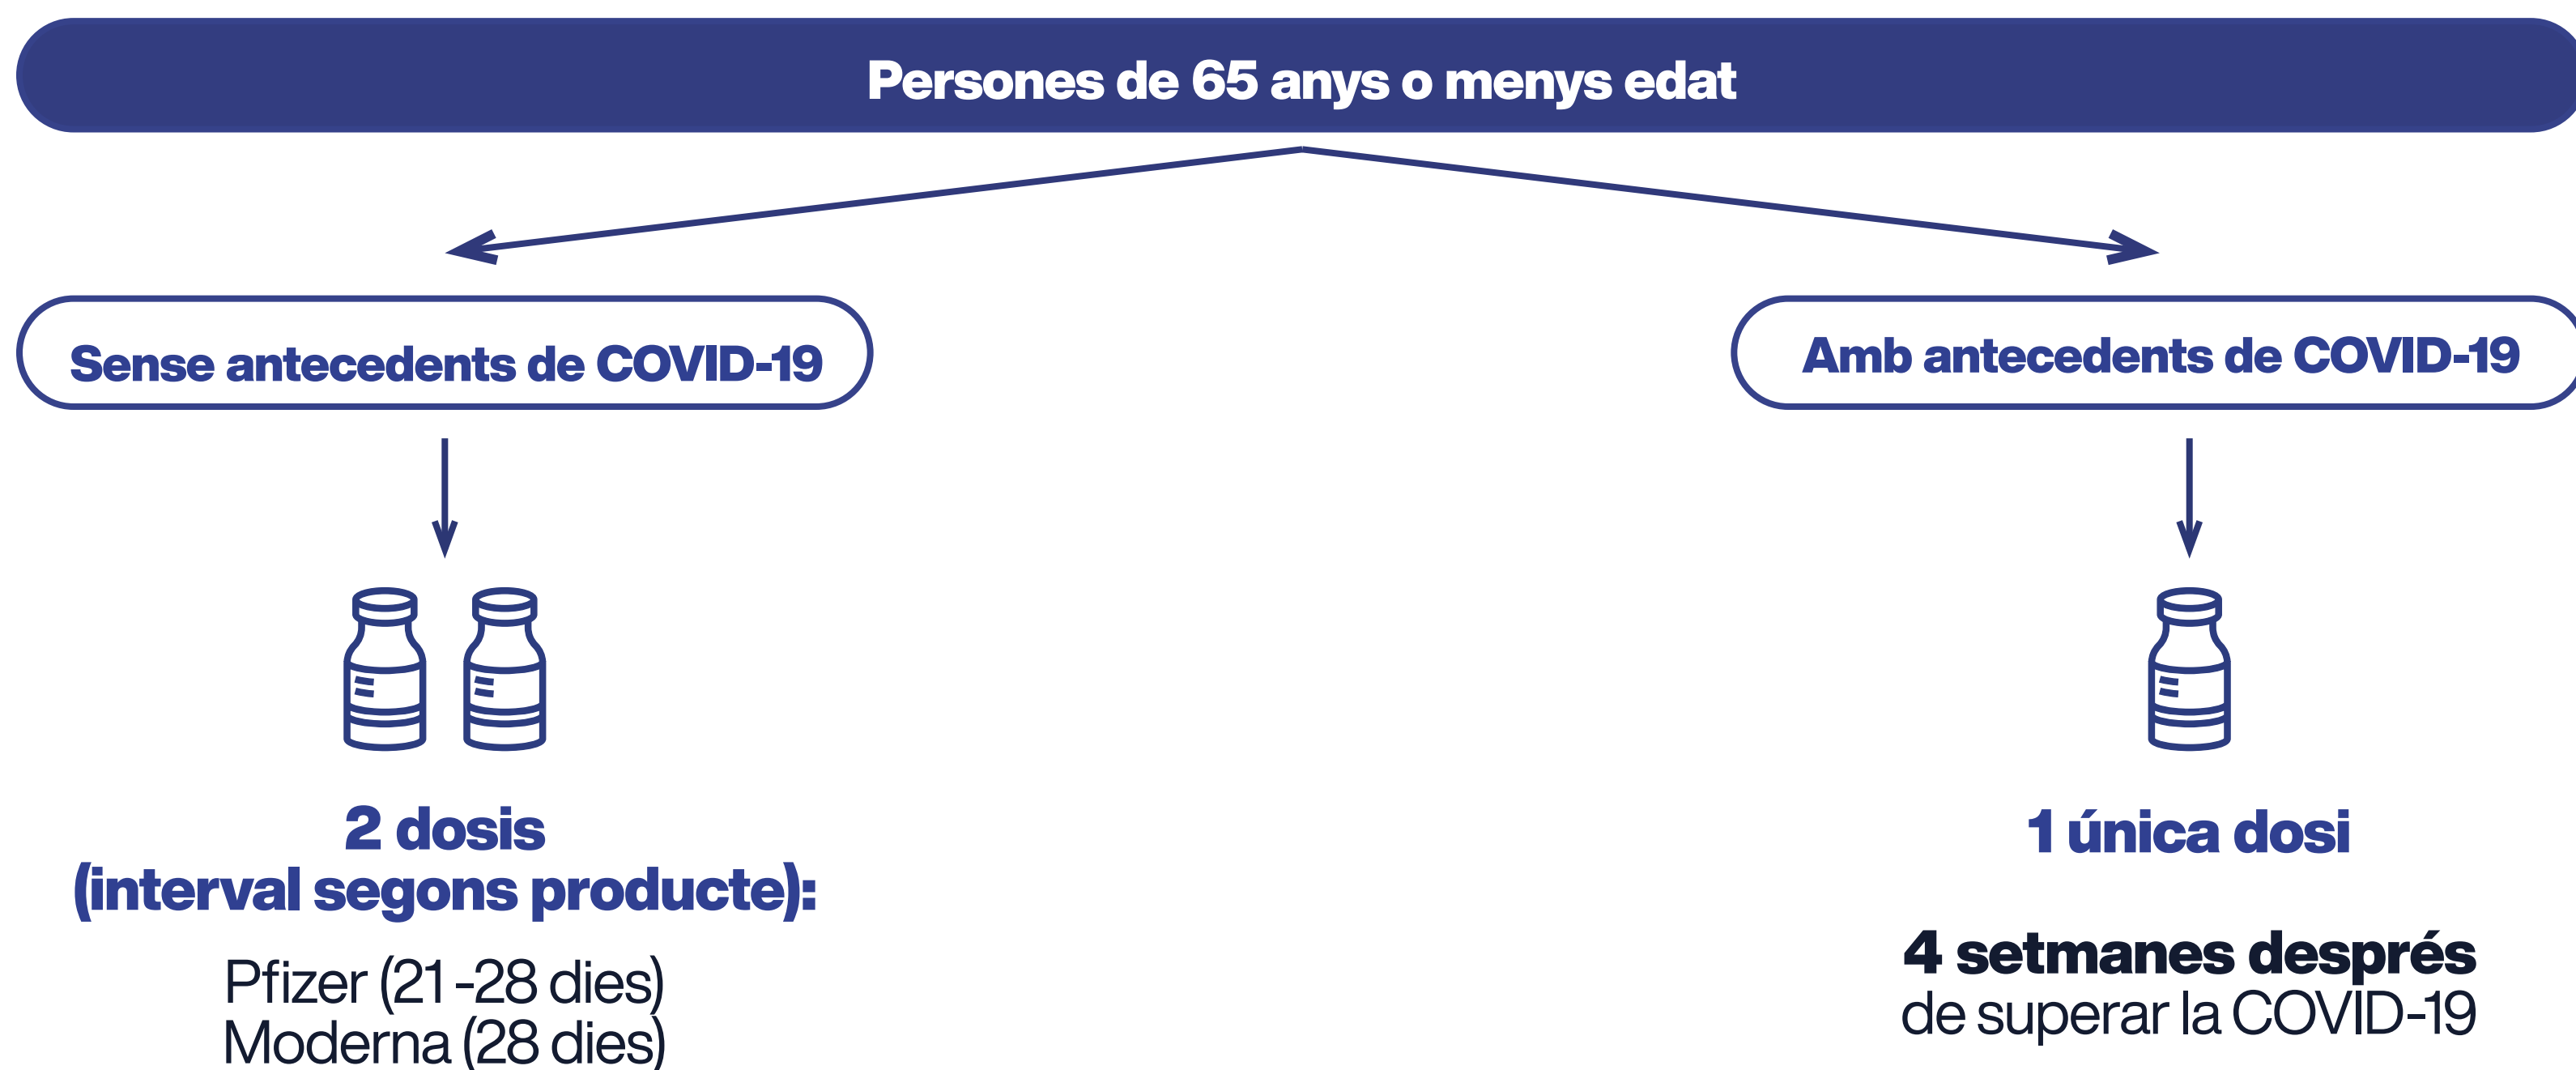 Persones de 65 anys o menys edat
Sense antecedents de COVID-19
Amb antecedents de COVID-19
2 dosis
(interval segons producte):
Pfizer (21-28 dies)
Moderna (28 dies)
1 única dosi
4 setmanes després
de superar la COVID-19